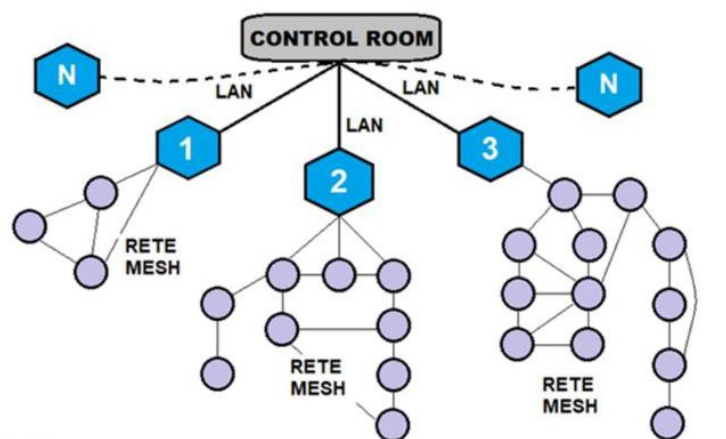 CONTROL ROOM
N
LAN
LAN
N
LAN
1
2
3
RETE
MESH
RETE
MESH
RETE
MESH